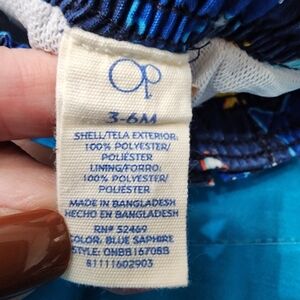 Op
3-6M
SHELL/TELA EXTERIOR:
100% POLYESTER/
POLIÉSTER
LINING/FORRO:
100% POLYESTER/
POLIÉSTER
MADE IN BANGLADESH
HECHO EN BANGLADESH
RN# 52469
COLOR: BLUE SAPHIRE
STYLE: ONBB1670SB
81111602903